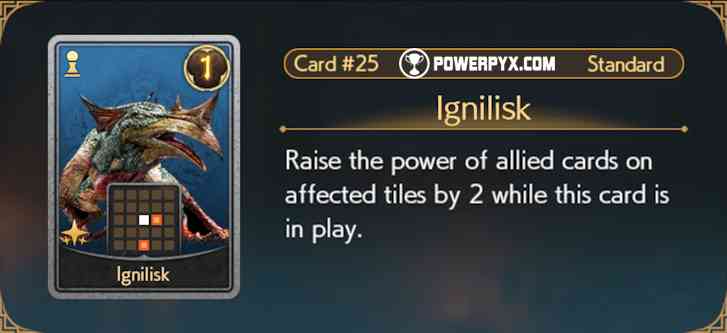 1
Ignilisk
Card #25 POWERPYX.COM Standard
Ignilisk
Raise the power of allied cards on
affected tiles by 2 while this card is
in play.